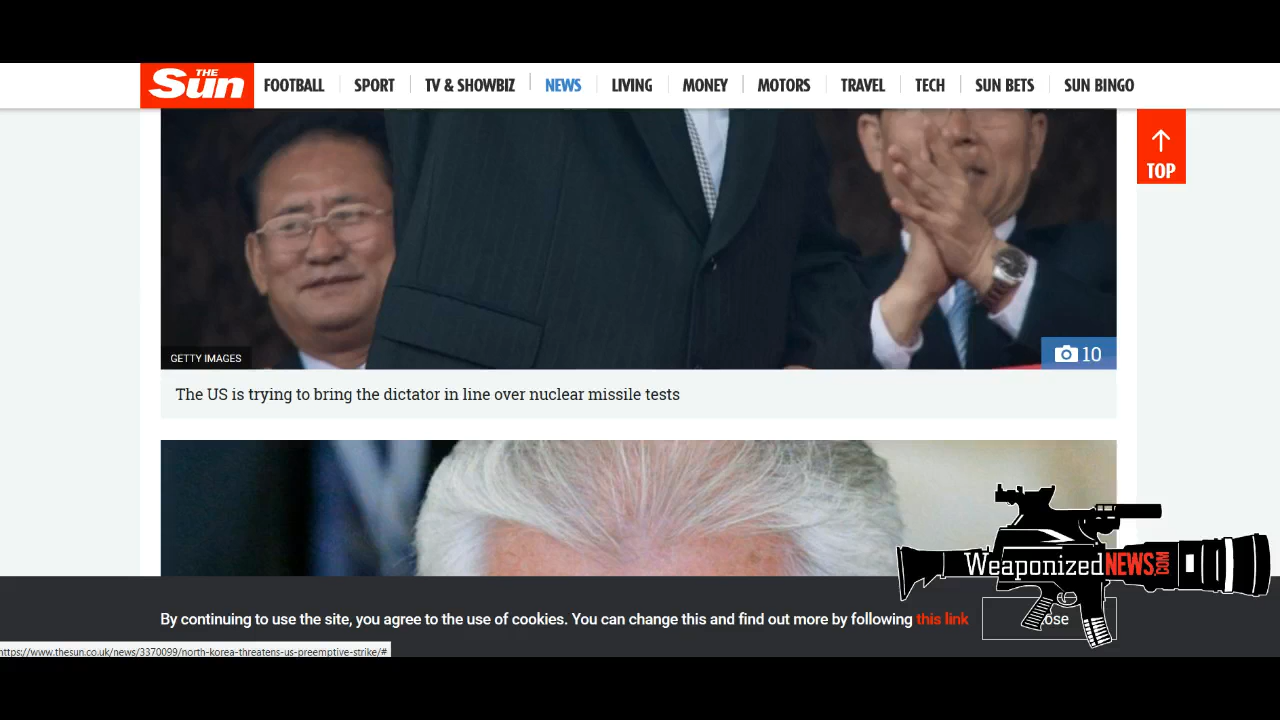 THE
Sun
FOOTBALL
SPORT
TV & SHOWBIZ
NEWS
LIVING
MONEY
MOTORS
TRAVEL
TECH
SUN BETS
SUN BINGO
TOP
GETTY IMAGES
10
The US is trying to bring the dictator in line over nuclear missile tests
WeaponizedNEWS.COM
By continuing to use the site, you agree to the use of cookies. You can change this and find out more by following this link
https://www.thesun.co.uk/news/3370099/north-korea-threatens-us-preemptive-strike/#